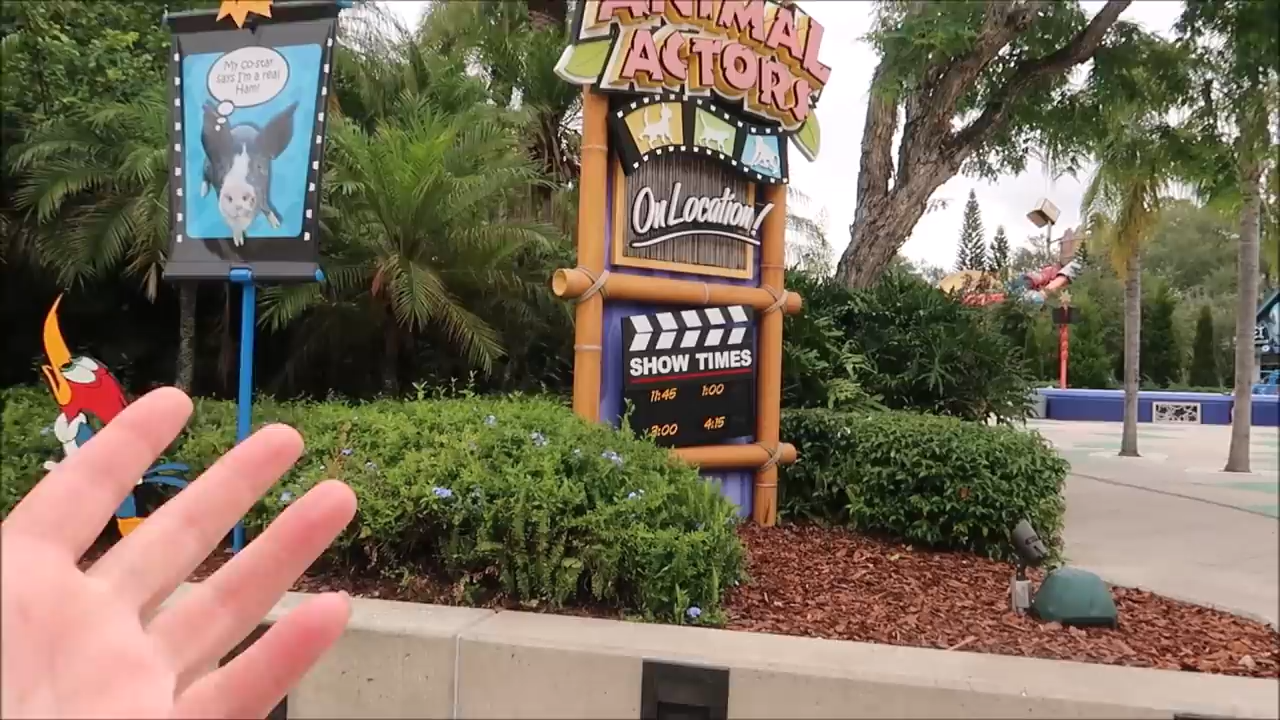 My co-star
says I'm a real
Ham!
ANIMAL
ACTORS
On Location!
SHOW TIMES
11:45 1:00
3:00 4:15